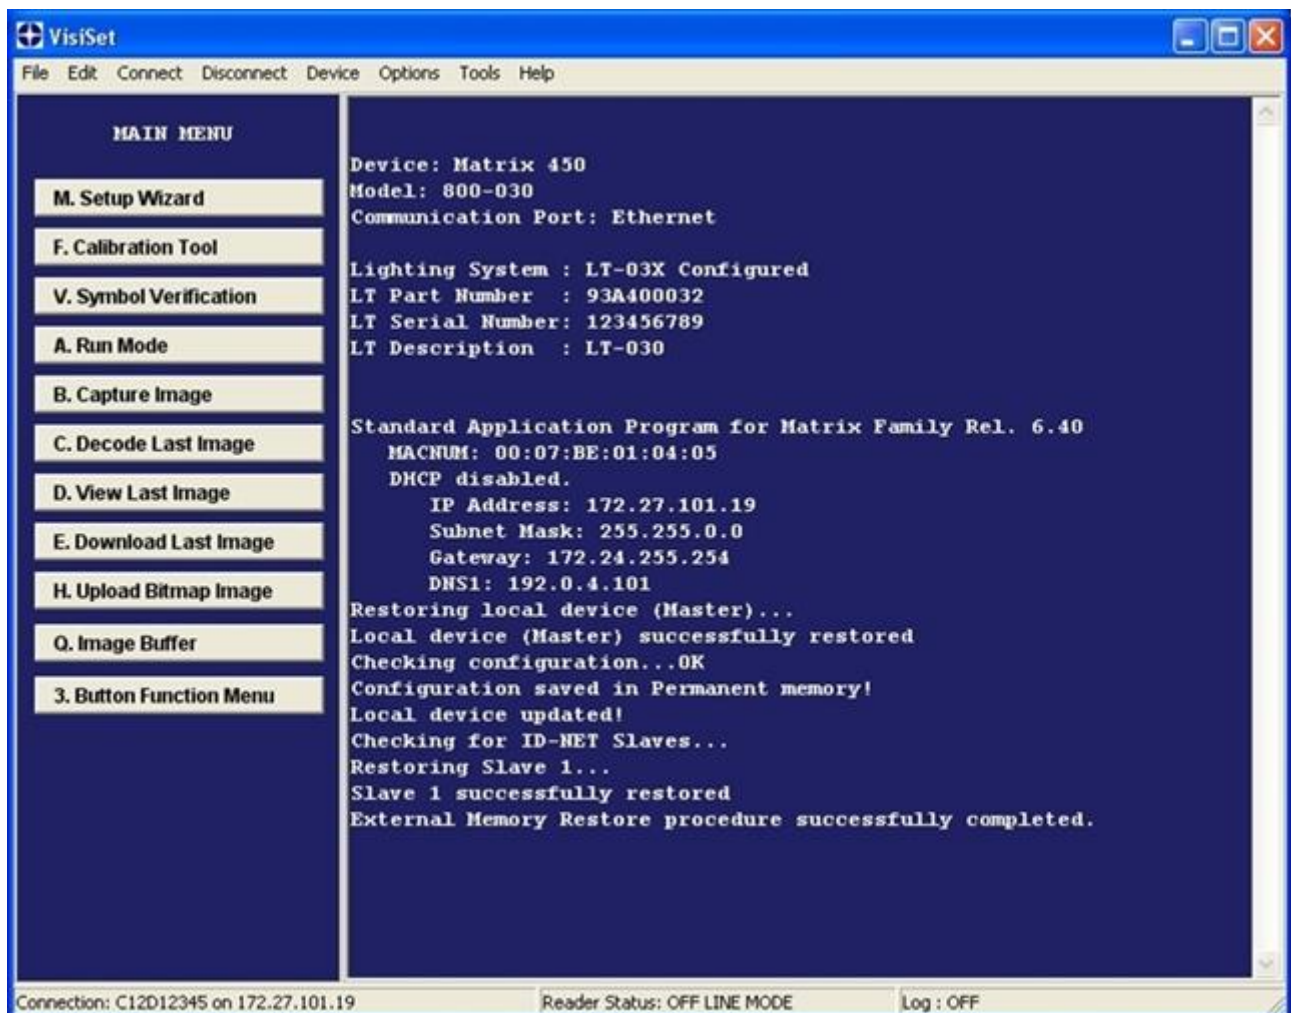 VisiSet
File Edit Connect Disconnect Device Options Tools Help
MAIN MENU
M. Setup Wizard
F. Calibration Tool
V. Symbol Verification
A. Run Mode
B. Capture Image
C. Decode Last Image
D. View Last Image
E. Download Last Image
H. Upload Bitmap Image
Q. Image Buffer
3. Button Function Menu
Device: Matrix 450
Model: 800-030
Communication Port: Ethernet
Lighting System : LT-03X Configured
LT Part Number : 93A400032
LT Serial Number: 123456789
LT Description : LT-030
Standard Application Program for Matrix Family Rel. 6.40
MACNUM: 00:07:BE:01:04:05
DHCP disabled.
IP Address: 172.27.101.19
Subnet Mask: 255.255.0.0
Gateway: 172.24.255.254
DNS1: 192.0.4.101
Restoring local device (Master)...
Local device (Master) successfully restored
Checking configuration...OK
Configuration saved in Permanent memory!
Local device updated!
Checking for ID-NET Slaves...
Restoring Slave 1...
Slave 1 successfully restored
External Memory Restore procedure successfully completed.
Connection: C12D12345 on 172.27.101.19 Reader Status: OFF LINE MODE Log : OFF